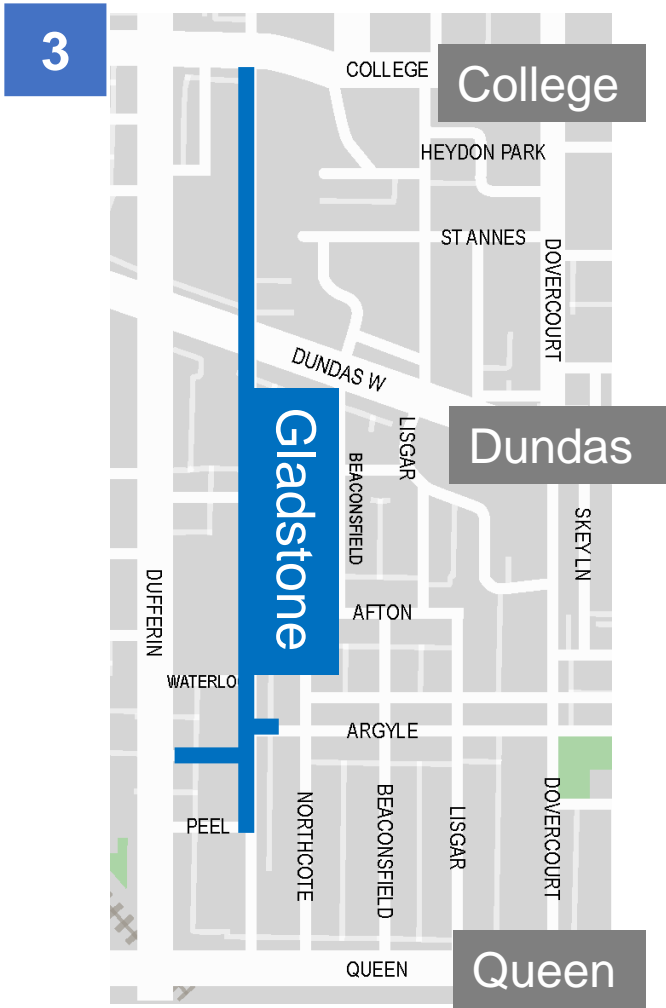 3
COLLEGE
College
HEYDON PARK
ST ANNES
DOVERCOURT
DUNDAS W
Dundas
Gladstone
LISGAR
BEACONSFIELD
SKEY LN
DUFFERIN
AFTON
WATERLO
ARGYLE
PEEL
NORTHCOTE
BEACONSFIELD
LISGAR
DOVERCOURT
QUEEN
Queen